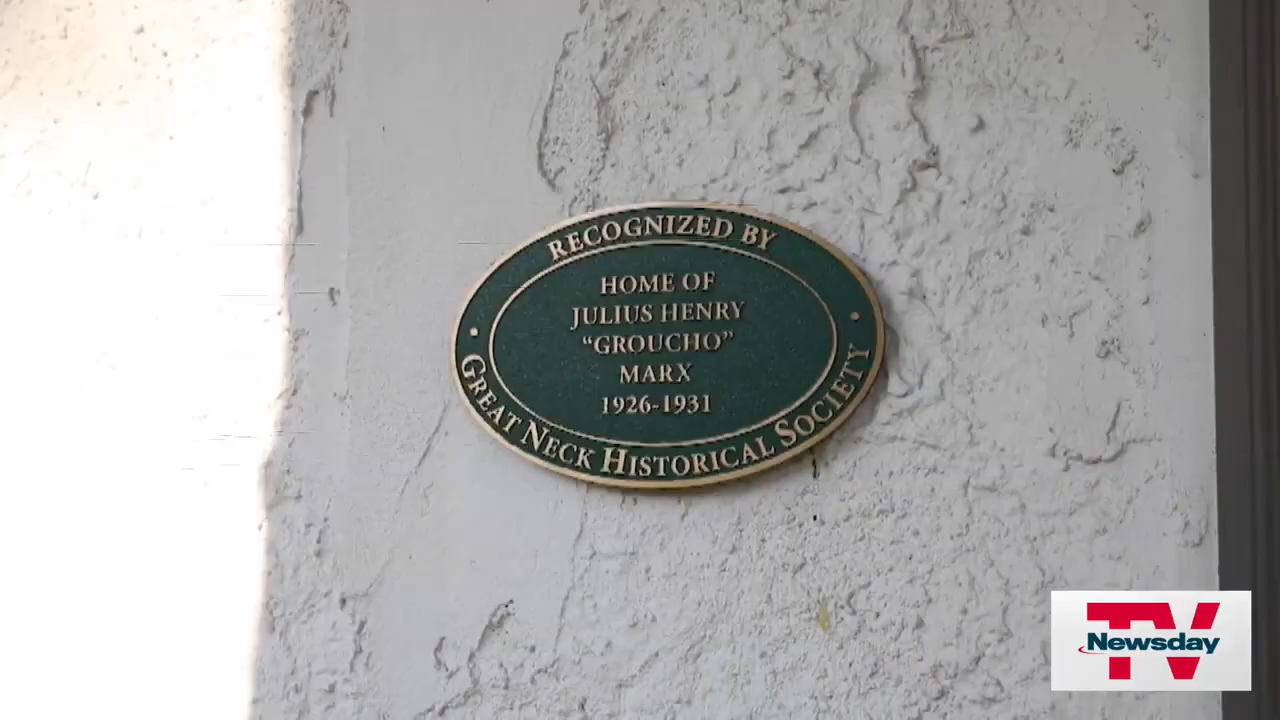 RECOGNIZED BY
HOME OF
JULIUS HENRY
“GROUCHO”
MARX
1926-1931
GREAT NECK HISTORICAL SOCIETY
TV
Newsday